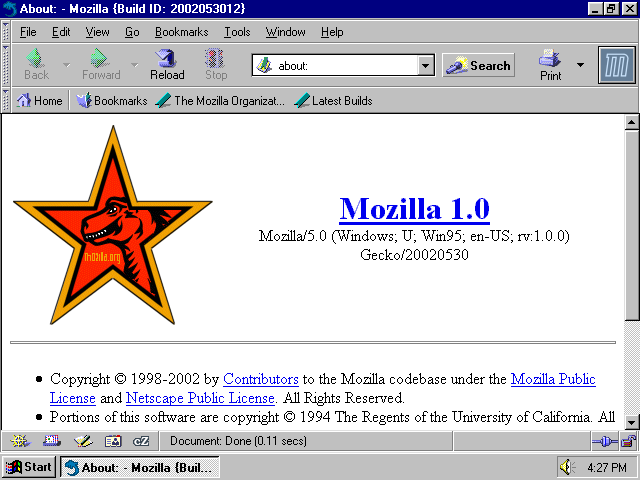 About: - Mozilla {Build ID: 2002053012}
File Edit View Go Bookmarks Tools Window Help
Back Forward Reload Stop about: Search Print
Home Bookmarks The Mozilla Organizat... Latest Builds
mozilla.org
Mozilla 1.0
Mozilla/5.0 (Windows; U; Win95; en-US; rv:1.0.0)
Gecko/20020530
Copyright © 1998-2002 by Contributors to the Mozilla codebase under the Mozilla Public
License and Netscape Public License. All Rights Reserved.
Portions of this software are copyright © 1994 The Regents of the University of California. All
cZ Document: Done (0.11 secs)
Start About: - Mozilla {Buil... 4:27 PM